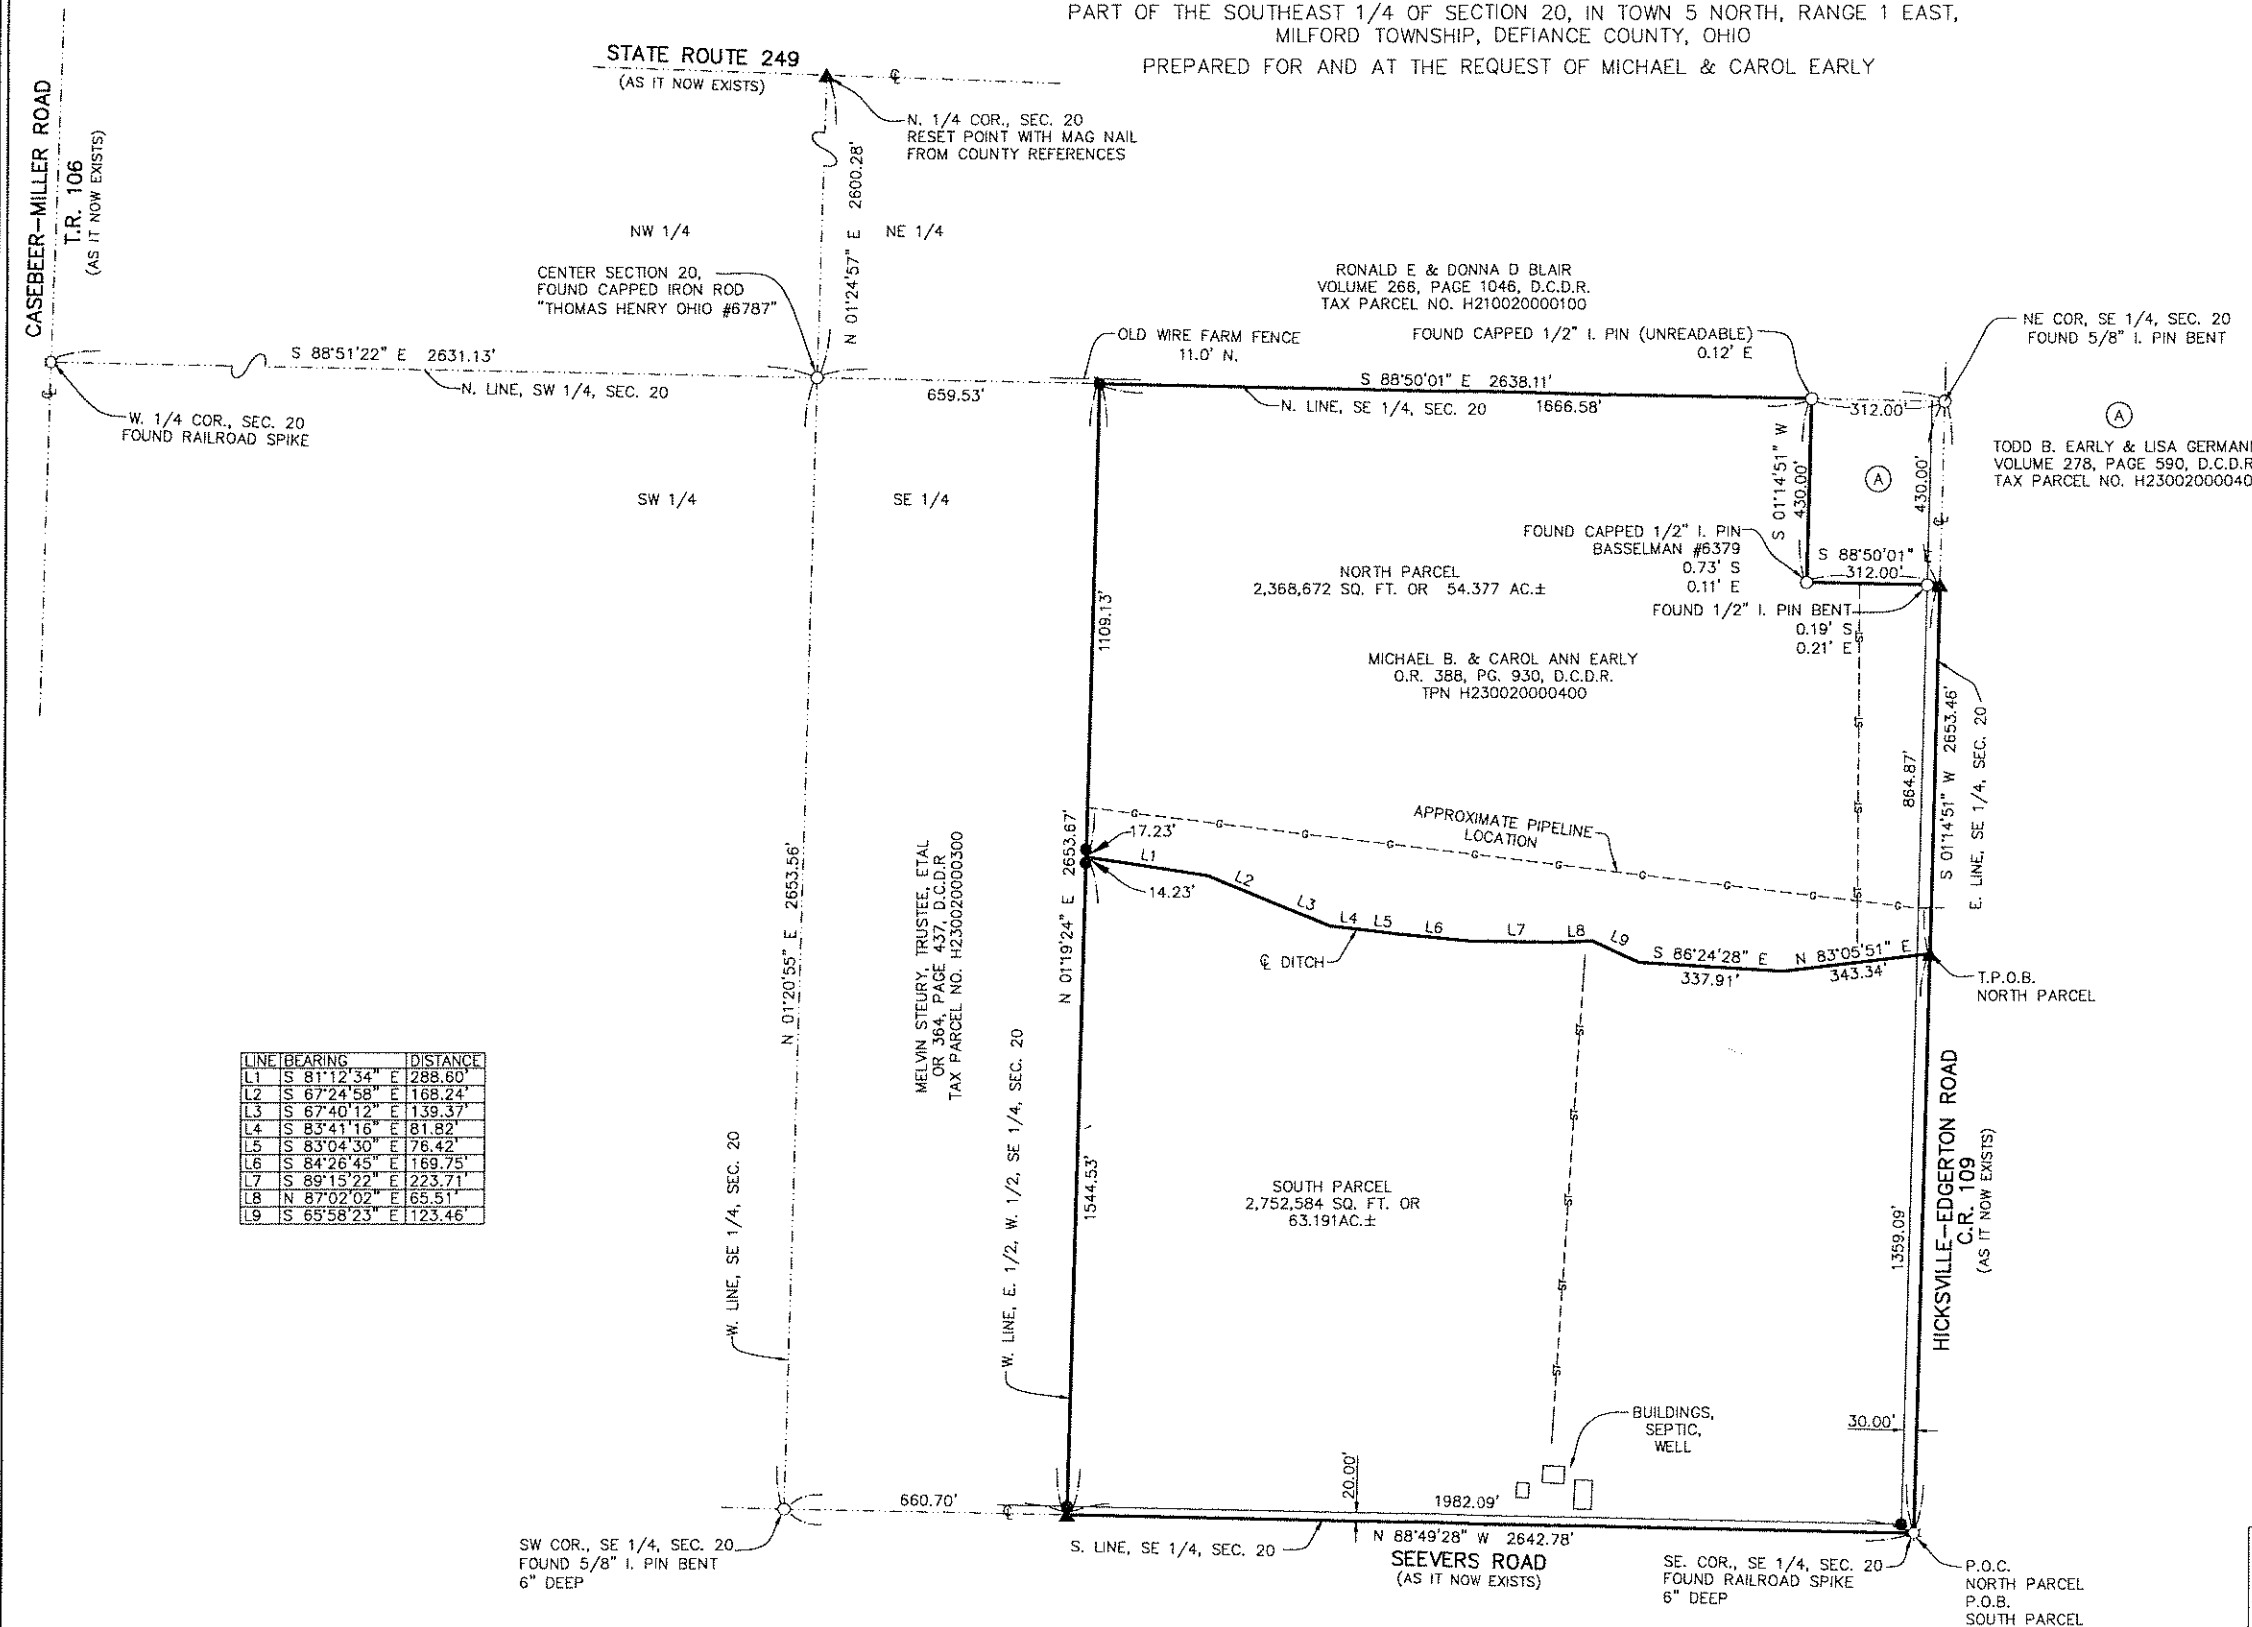 PART OF THE SOUTHEAST 1/4 OF SECTION 20, IN TOWN 5 NORTH, RANGE 1 EAST,
MILFORD TOWNSHIP, DEFIANCE COUNTY, OHIO
PREPARED FOR AND AT THE REQUEST OF MICHAEL & CAROL EARLY
STATE ROUTE 249
(AS IT NOW EXISTS)
CASEBEER-MILLER ROAD
T.R. 106
(AS IT NOW EXISTS)
N. 1/4 COR., SEC. 20
RESET POINT WITH MAG NAIL
FROM COUNTY REFERENCES
N 01°24'57" E 2600.28'
NW 1/4
NE 1/4
CENTER SECTION 20,
FOUND CAPPED IRON ROD
"THOMAS HENRY OHIO #6787"
S 88°51'22" E 2631.13'
N. LINE, SW 1/4, SEC. 20
W. 1/4 COR., SEC. 20
FOUND RAILROAD SPIKE
659.53'
OLD WIRE FARM FENCE
11.0' N.
RONALD E & DONNA D BLAIR
VOLUME 266, PAGE 1046, D.C.D.R.
TAX PARCEL NO. H210020000100
FOUND CAPPED 1/2" I. PIN (UNREADABLE)
0.12' E
NE COR, SE 1/4, SEC. 20
FOUND 5/8" I. PIN BENT
S 88°50'01" E 2638.11'
N. LINE, SE 1/4, SEC. 20
1666.58'
312.00'
A
TODD B. EARLY & LISA GERMANI
VOLUME 278, PAGE 590, D.C.D.R
TAX PARCEL NO. H23002000040
S 01°14'51" W
430.00'
A
430.00'
SW 1/4
SE 1/4
FOUND CAPPED 1/2" I. PIN
BASSELMAN #6379
0.73' S
0.11' E
S 88°50'01" E
312.00'
FOUND 1/2" I. PIN BENT
0.19' S
0.21' E
NORTH PARCEL
2,368,672 SQ. FT. OR 54.377 AC.±
1109.13'
MICHAEL B. & CAROL ANN EARLY
O.R. 388, PG. 930, D.C.D.R.
TPN H230020000400
864.87'
S 01°14'51" W 2653.46'
E. LINE, SE 1/4, SEC. 20
APPROXIMATE PIPELINE
LOCATION
G G G G G G G G G G
ST ST ST ST
17.23'
14.23'
N 01°19'24" E 2653.67'
L1
L2
L3
L4 L5 L6 L7 L8 L9
℄ DITCH
S 86°24'28" E
337.91'
N 83°05'51" E
343.34'
T.P.O.B.
NORTH PARCEL
N 01°20'55" E 2653.56'
MELVIN STEURY, TRUSTEE, ETAL
OR 364, PAGE 437, D.C.D.R
TAX PARCEL NO. H230020000300
LINE BEARING DISTANCE
L1 S 81°12'34" E 288.60'
L2 S 67°24'58" E 168.24'
L3 S 67°40'12" E 139.37'
L4 S 83°41'16" E 81.82'
L5 S 83°04'30" E 76.42'
L6 S 84°26'45" E 169.75'
L7 S 89°15'22" E 223.71'
L8 N 87°02'02" E 65.51'
L9 S 65°58'23" E 123.46'
W. LINE, SE 1/4, SEC. 20
W. LINE, E. 1/2, W. 1/2, SE 1/4, SEC. 20
1544.53'
SOUTH PARCEL
2,752,584 SQ. FT. OR
63.191AC.±
ST ST ST ST ST
1359.09'
HICKSVILLE-EDGERTON ROAD
C.R. 109
(AS IT NOW EXISTS)
BUILDINGS,
SEPTIC,
WELL
30.00'
20.00'
660.70'
1982.09'
N 88°49'28" W 2642.78'
S. LINE, SE 1/4, SEC. 20
SEEVERS ROAD
(AS IT NOW EXISTS)
SW COR., SE 1/4, SEC. 20
FOUND 5/8" I. PIN BENT
6" DEEP
SE. COR., SE 1/4, SEC. 20
FOUND RAILROAD SPIKE
6" DEEP
P.O.C.
NORTH PARCEL
P.O.B.
SOUTH PARCEL